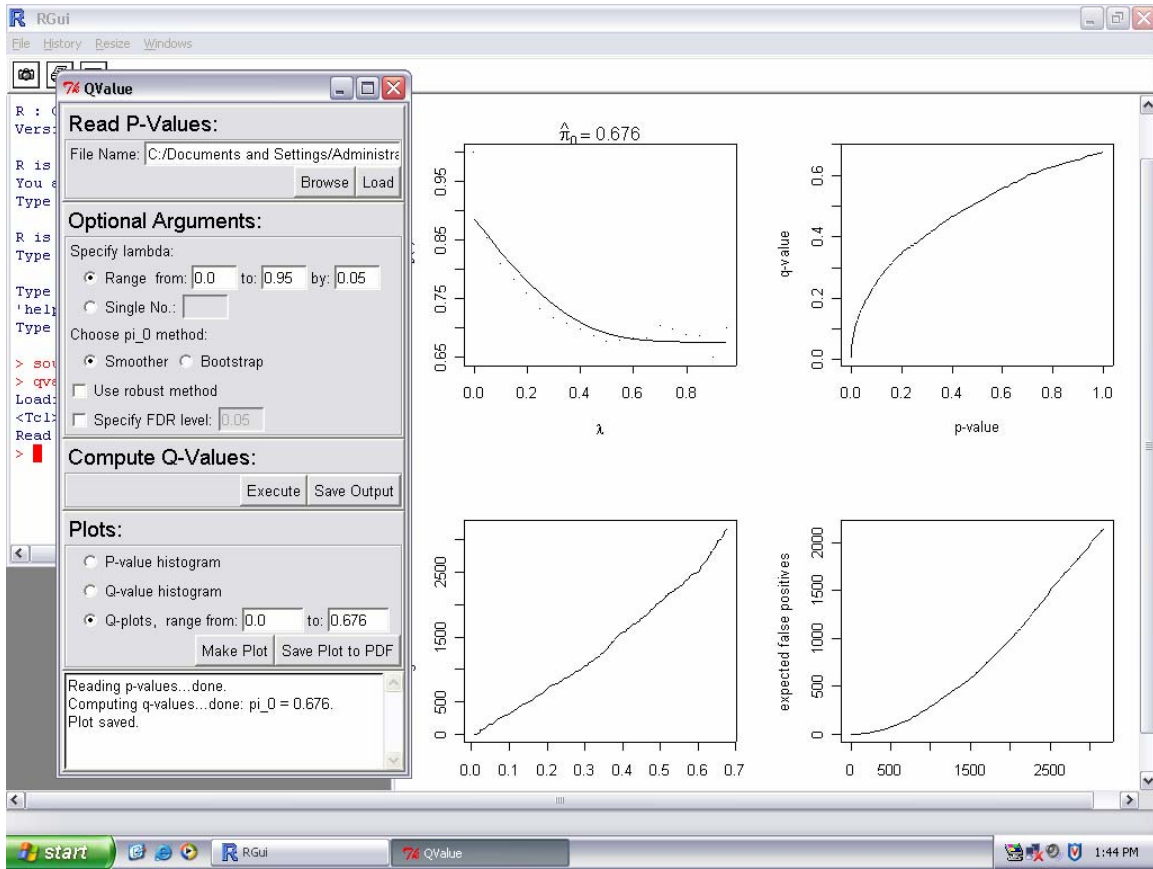 RGui
File History Resize Windows
QValue
R :
Vers
R is
You a
Type
R is
Type
Type
'help
Type
> sou
> qva
Load
<Tcl>
Read
>
Read P-Values:
File Name: C:/Documents and Settings/Administra
Browse Load
Optional Arguments:
Specify lambda:
Range from: 0.0 to: 0.95 by: 0.05
Single No.:
Choose pi_0 method:
Smoother Bootstrap
Use robust method
Specify FDR level: 0.05
Compute Q-Values:
Execute Save Output
Plots:
P-value histogram
Q-value histogram
Q-plots, range from: 0.0 to: 0.676
Make Plot Save Plot to PDF
Reading p-values...done.
Computing q-values...done: pi_0 = 0.676.
Plot saved.
π̂0 = 0.676
0.95
0.85
0.75
0.65
0.0 0.2 0.4 0.6 0.8
λ
q-value
0.6
0.4
0.2
0.0
0.0 0.2 0.4 0.6 0.8 1.0
p-value
2500
1500
500
0
0.0 0.1 0.2 0.3 0.4 0.5 0.6 0.7
expected false positives
2000
1500
1000
500
0
0 500 1500 2500
start RGui QValue 1:44 PM